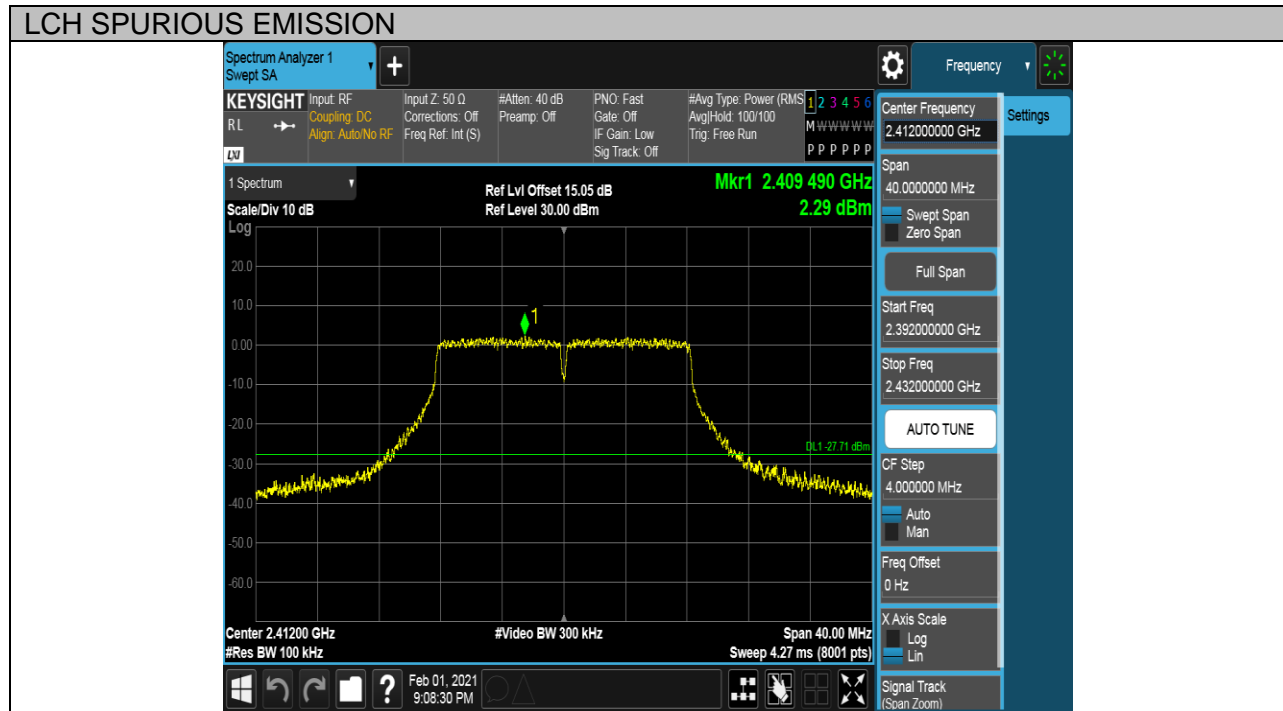 LCH SPURIOUS EMISSION
Spectrum Analyzer 1
Swept SA
+
Frequency
KEYSIGHT
RL
LXI
Input: RF
Coupling: DC
Align: Auto/No RF
Input Z: 50 Ω
Corrections: Off
Freq Ref: Int (S)
#Atten: 40 dB
Preamp: Off
PNO: Fast
Gate: Off
IF Gain: Low
Sig Track: Off
#Avg Type: Power (RMS
Avg|Hold: 100/100
Trig: Free Run
1 2 3 4 5 6
M W W W W W
P P P P P P
1 Spectrum
Scale/Div 10 dB
Log
Ref Lvl Offset 15.05 dB
Ref Level 30.00 dBm
Mkr1 2.409 490 GHz
2.29 dBm
20.0
10.0
0.00
-10.0
-20.0
-30.0
-40.0
-50.0
-60.0
1
DL1 -27.71 dBm
Center 2.41200 GHz
#Res BW 100 kHz
#Video BW 300 kHz
Span 40.00 MHz
Sweep 4.27 ms (8001 pts)
?
Feb 01, 2021
9:08:30 PM
Center Frequency
2.412000000 GHz
Settings
Span
40.0000000 MHz
Swept Span
Zero Span
Full Span
Start Freq
2.392000000 GHz
Stop Freq
2.432000000 GHz
AUTO TUNE
CF Step
4.000000 MHz
Auto
Man
Freq Offset
0 Hz
X Axis Scale
Log
Lin
Signal Track
(Span Zoom)